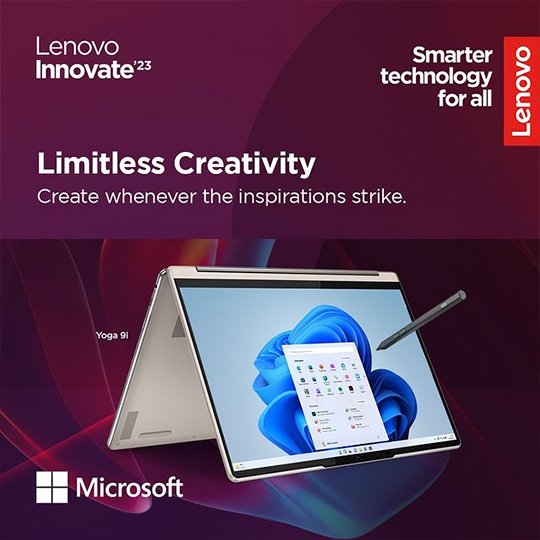 Lenovo
Innovate'23
Smarter
technology
for all
Lenovo
Limitless Creativity
Create whenever the inspirations strike.
Yoga 9i
Microsoft